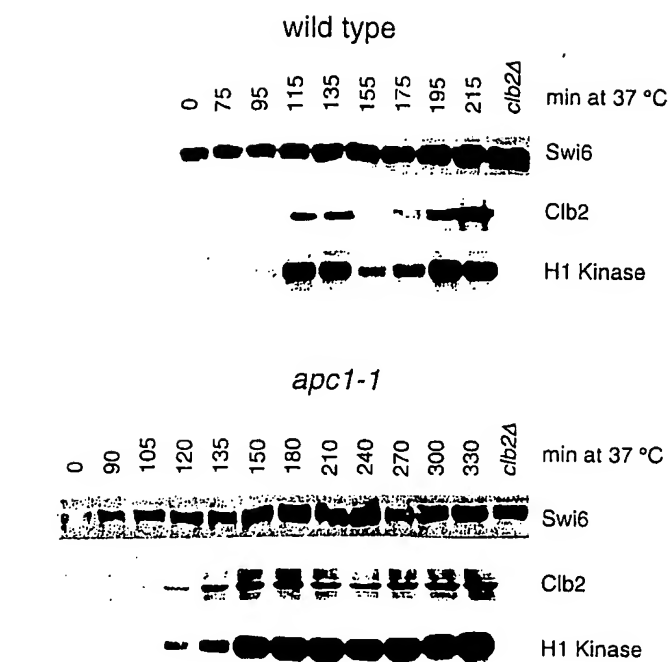 wild type
0 75 95 115 135 155 175 195 215 clb2Δ min at 37 °C
Swi6
Clb2
H1 Kinase
apc1-1
0 90 105 120 135 150 180 210 240 270 300 330 clb2Δ min at 37 °C
Swi6
Clb2
H1 Kinase